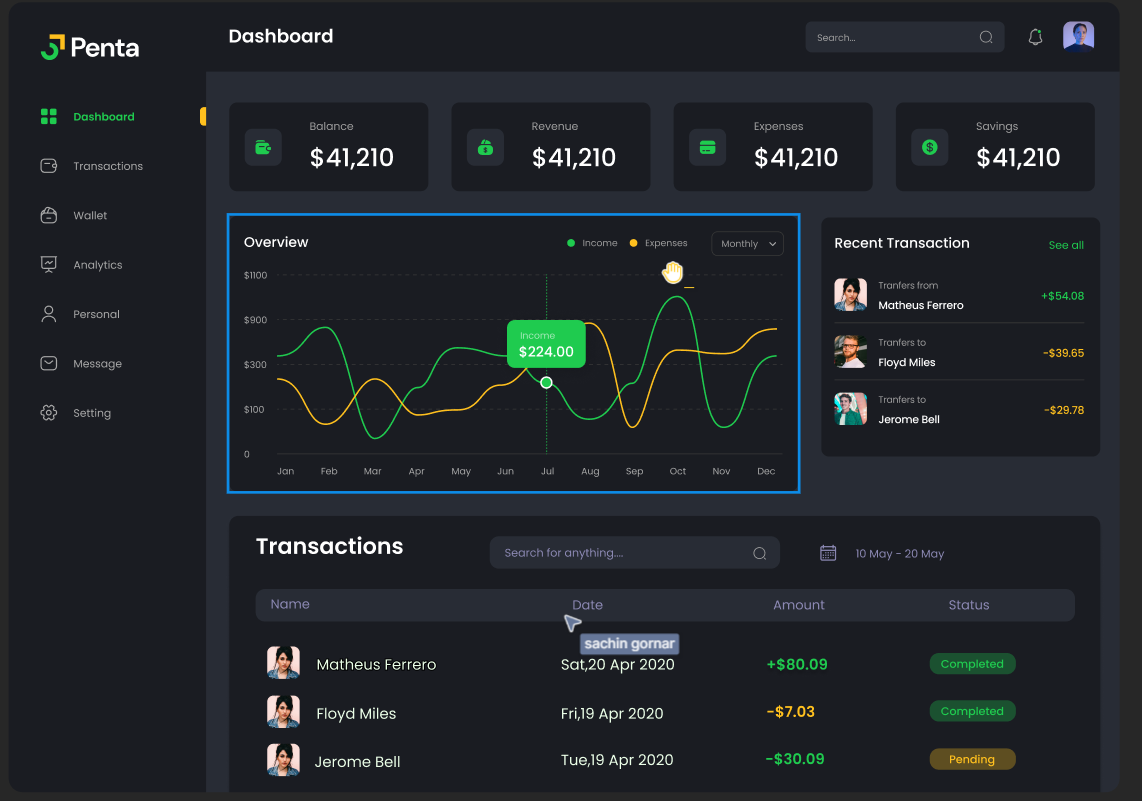 Penta
Dashboard
Search...
Dashboard
Transactions
Wallet
Analytics
Personal
Message
Setting
Balance
$41,210
Revenue
$41,210
Expenses
$41,210
Savings
$41,210
Overview
Income
Expenses
Monthly
$1100
$900
$300
$100
0
Income
$224.00
Jan Feb Mar Apr May Jun Jul Aug Sep Oct Nov Dec
Recent Transaction
See all
Tranfers from
Matheus Ferrero
+$54.08
Tranfers to
Floyd Miles
-$39.65
Tranfers to
Jerome Bell
-$29.78
Transactions
Search for anything....
10 May - 20 May
Name Date Amount Status
sachin gornar
Matheus Ferrero Sat,20 Apr 2020 +$80.09 Completed
Floyd Miles Fri,19 Apr 2020 -$7.03 Completed
Jerome Bell Tue,19 Apr 2020 -$30.09 Pending